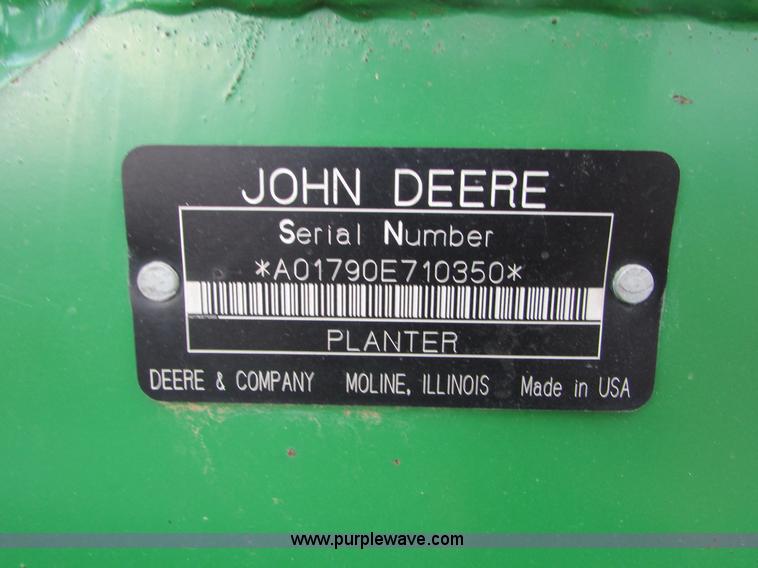 JOHN DEERE
Serial Number
*A01790E710350*
PLANTER
DEERE & COMPANY MOLINE, ILLINOIS Made in USA
www.purplewave.com